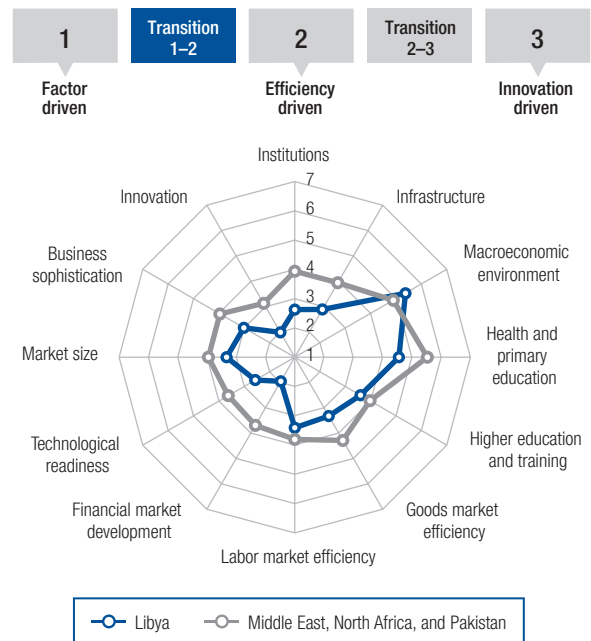 1
Transition
1–2
2
Transition
2–3
3
Factor
driven
Efficiency
driven
Innovation
driven
Institutions
7
Innovation
Infrastructure
6
5
Business
sophistication
Macroeconomic
environment
4
3
2
Market size
1
Health and
primary
education
Technological
readiness
Higher education
and training
Financial market
development
Goods market
efficiency
Labor market efficiency
Libya
Middle East, North Africa, and Pakistan